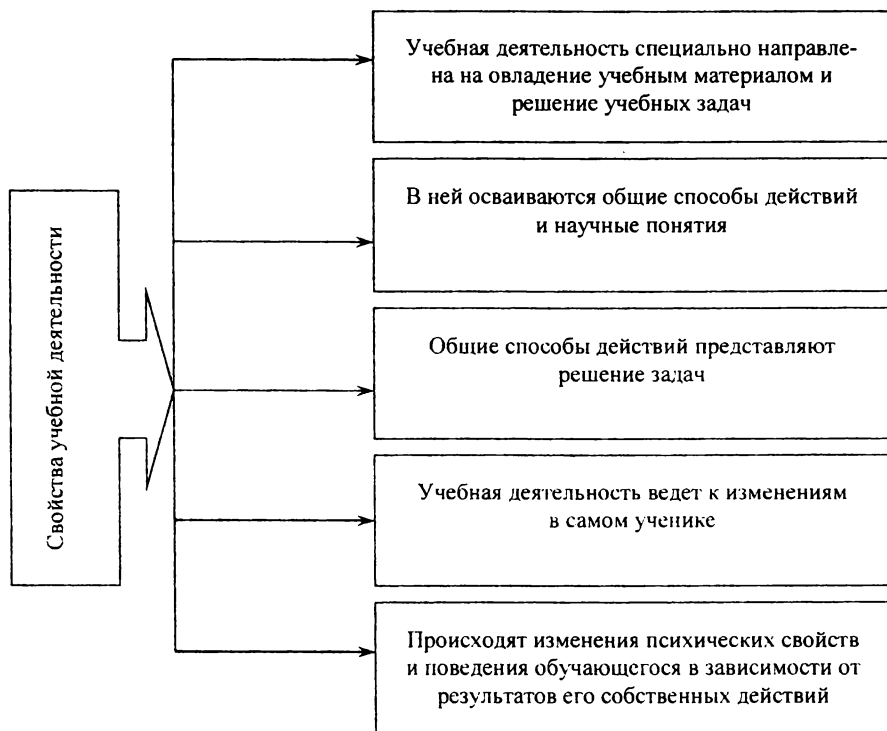 Свойства учебной деятельности
Учебная деятельность специально направле-
на на овладение учебным материалом и
решение учебных задач
В ней осваиваются общие способы действий
и научные понятия
Общие способы действий представляют
решение задач
Учебная деятельность ведет к изменениям
в самом ученике
Происходят изменения психических свойств
и поведения обучающегося в зависимости от
результатов его собственных действий